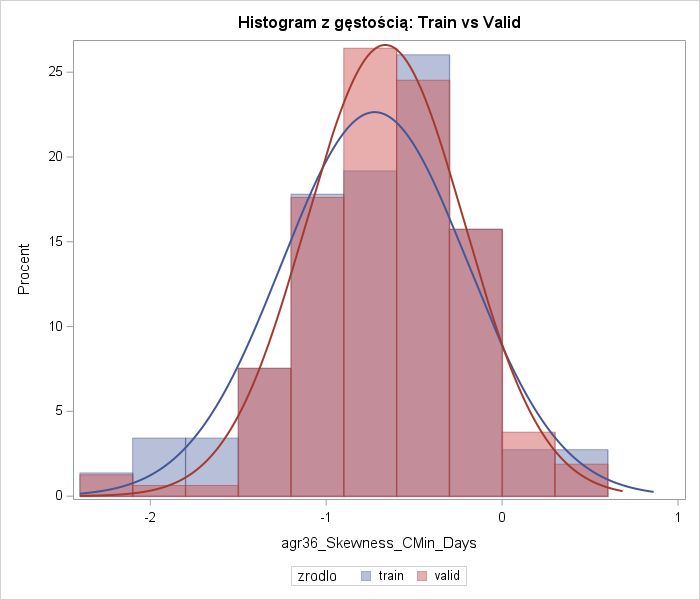 Histogram z gęstością: Train vs Valid
25
20
15
10
5
0
Procent
-2 -1 0 1
agr36_Skewness_CMin_Days
zrodlo train valid